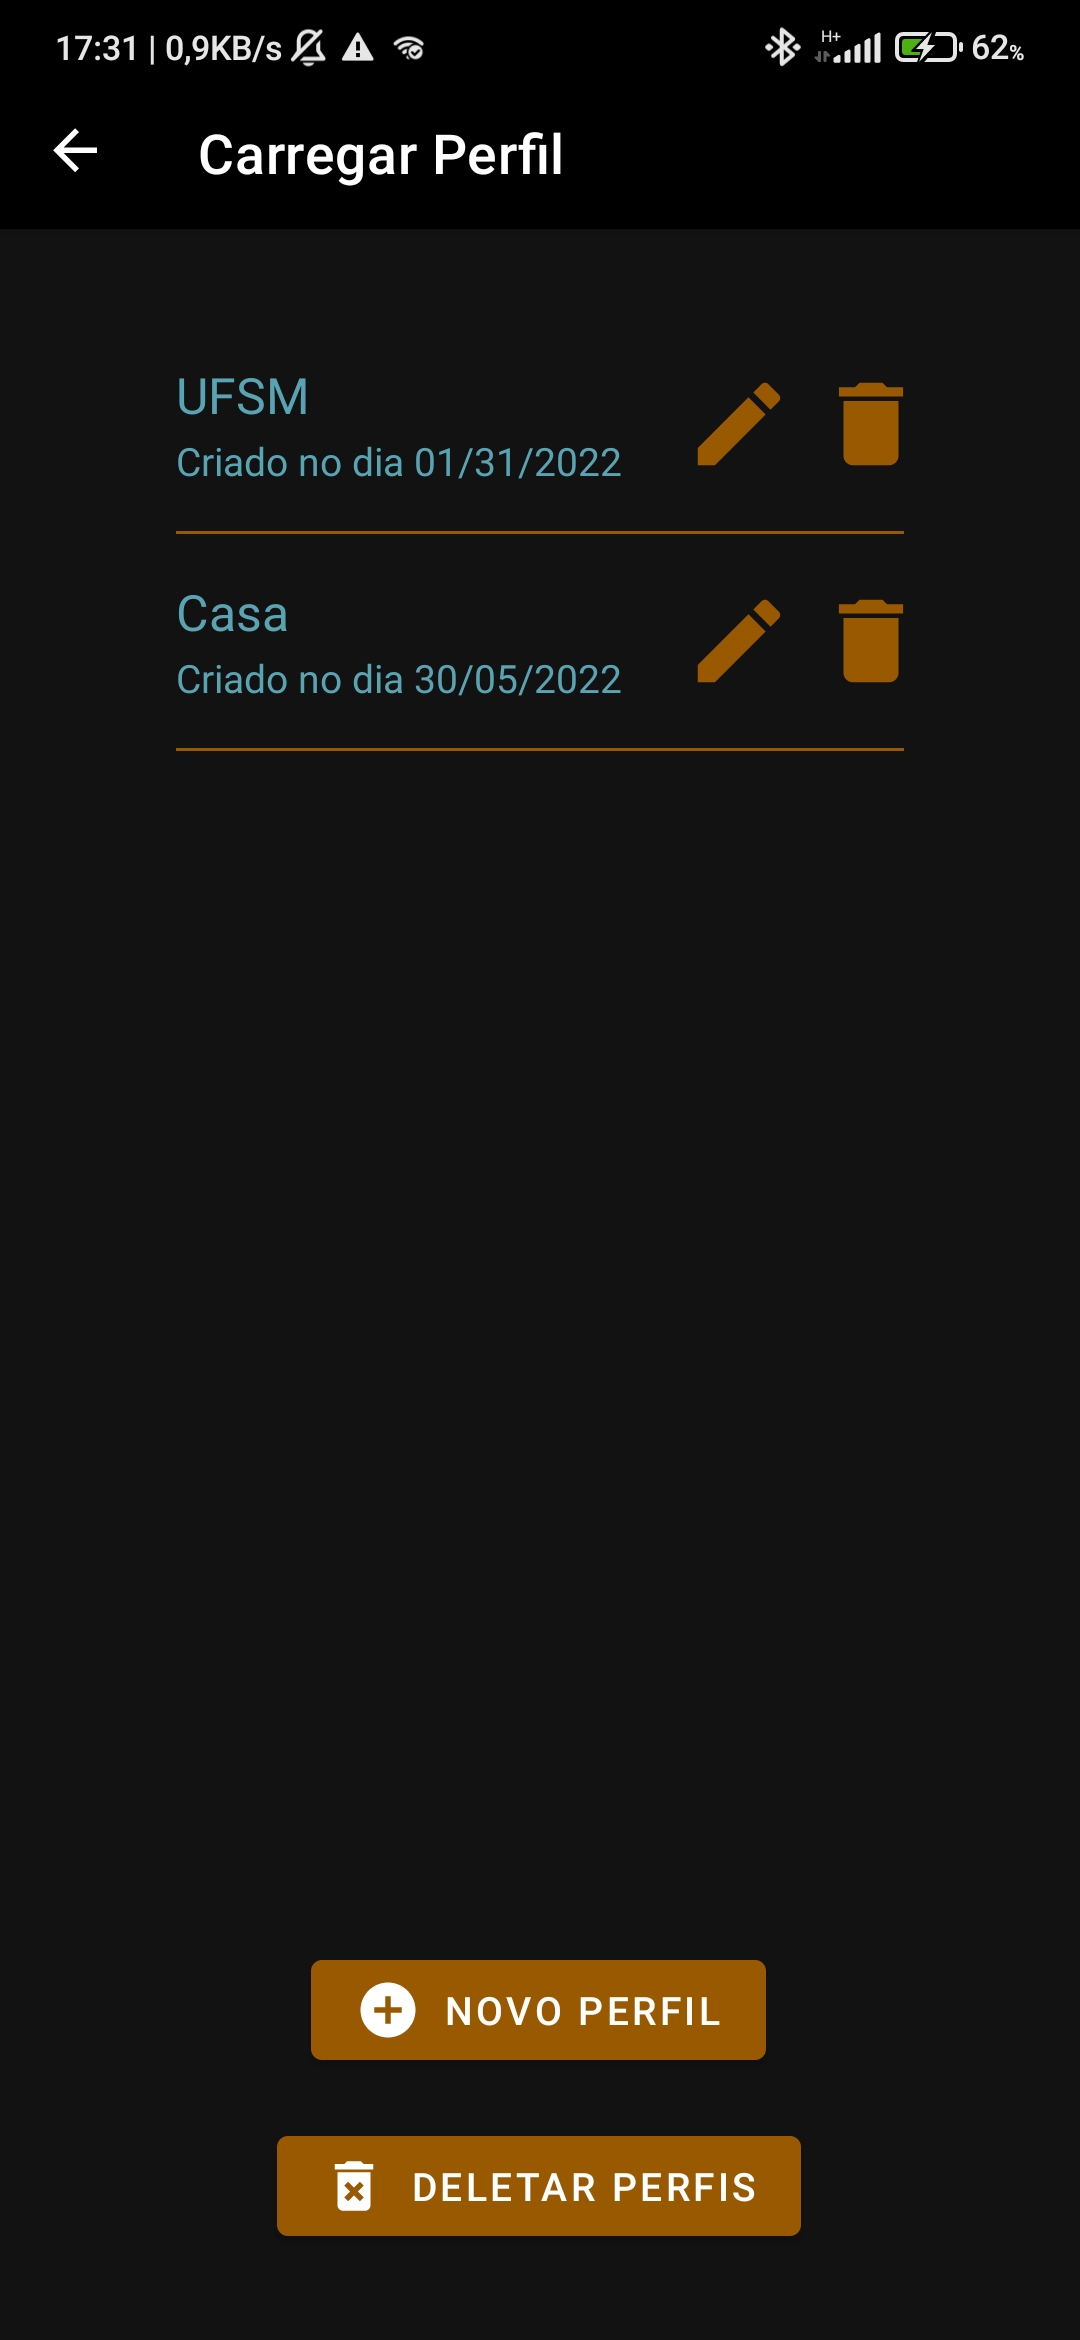 17:31 | 0,9KB/s H+ 62%
Carregar Perfil
UFSM
Criado no dia 01/31/2022
Casa
Criado no dia 30/05/2022
NOVO PERFIL
DELETAR PERFIS